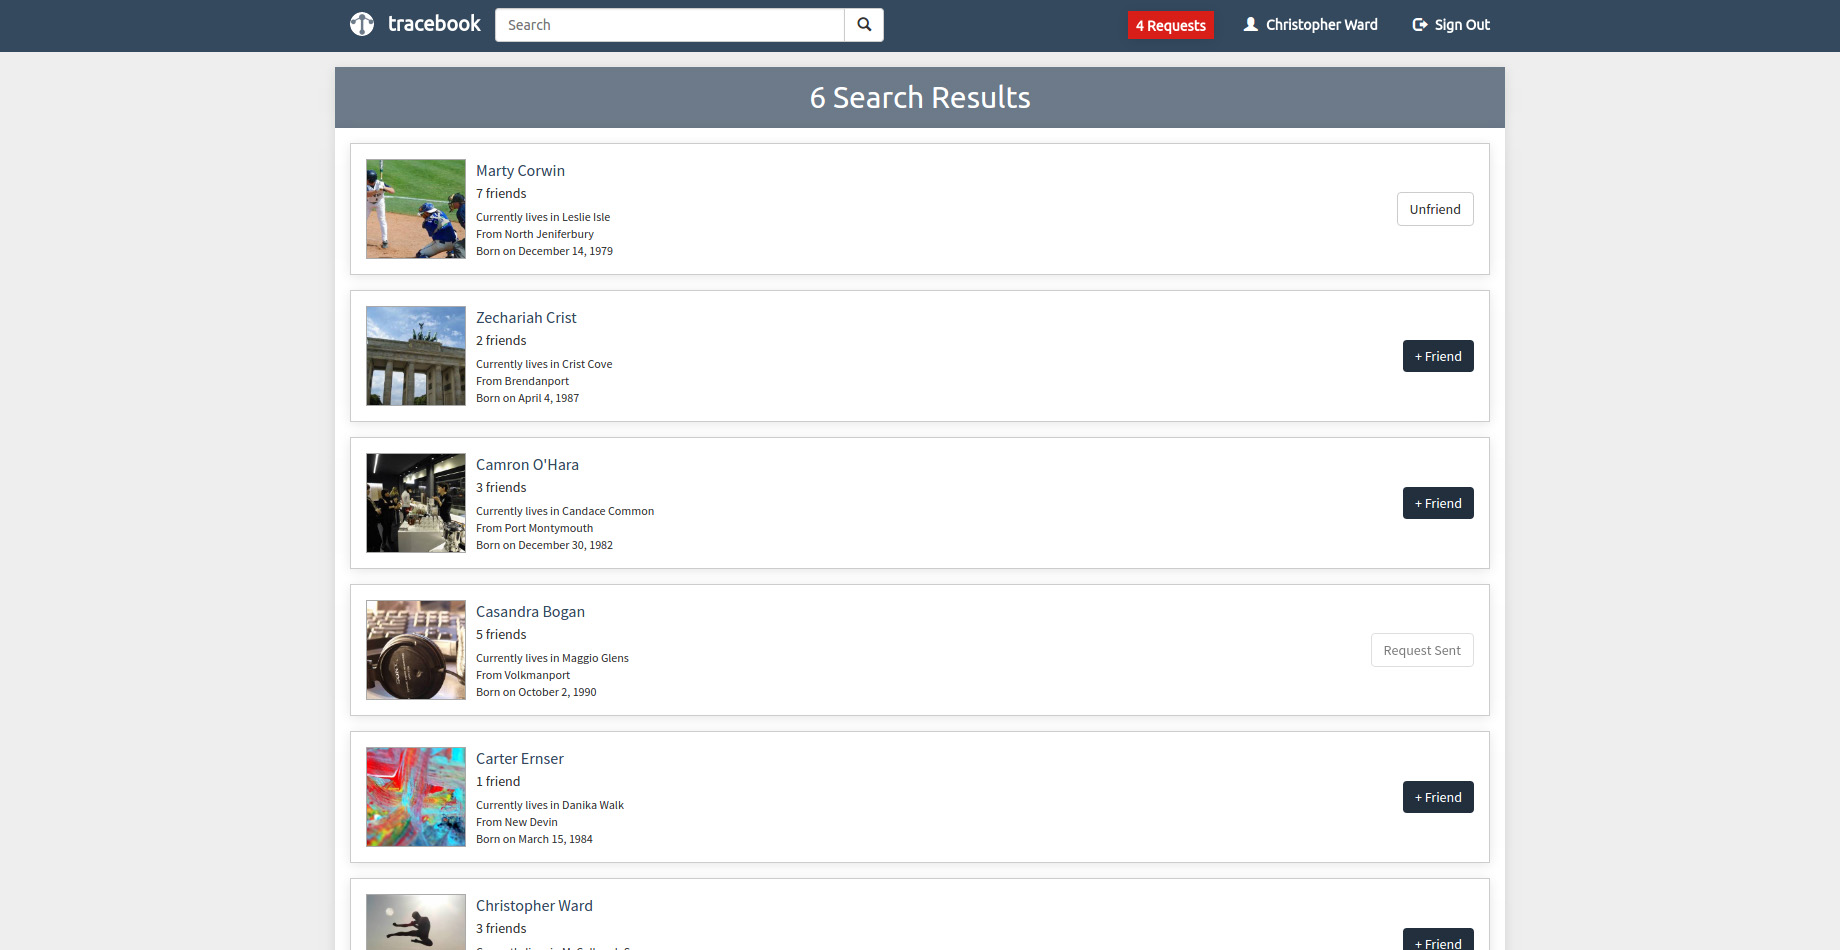 tracebook
Search
4 Requests
Christopher Ward
Sign Out
6 Search Results
Marty Corwin
7 friends
Currently lives in Leslie Isle
From North Jeniferbury
Born on December 14, 1979
Unfriend
Zechariah Crist
2 friends
Currently lives in Crist Cove
From Brendanport
Born on April 4, 1987
+ Friend
Camron O'Hara
3 friends
Currently lives in Candace Common
From Port Montymouth
Born on December 30, 1982
+ Friend
Casandra Bogan
5 friends
Currently lives in Maggio Glens
From Volkmanport
Born on October 2, 1990
Request Sent
Carter Ernser
1 friend
Currently lives in Danika Walk
From New Devin
Born on March 15, 1984
+ Friend
Christopher Ward
3 friends
+ Friend